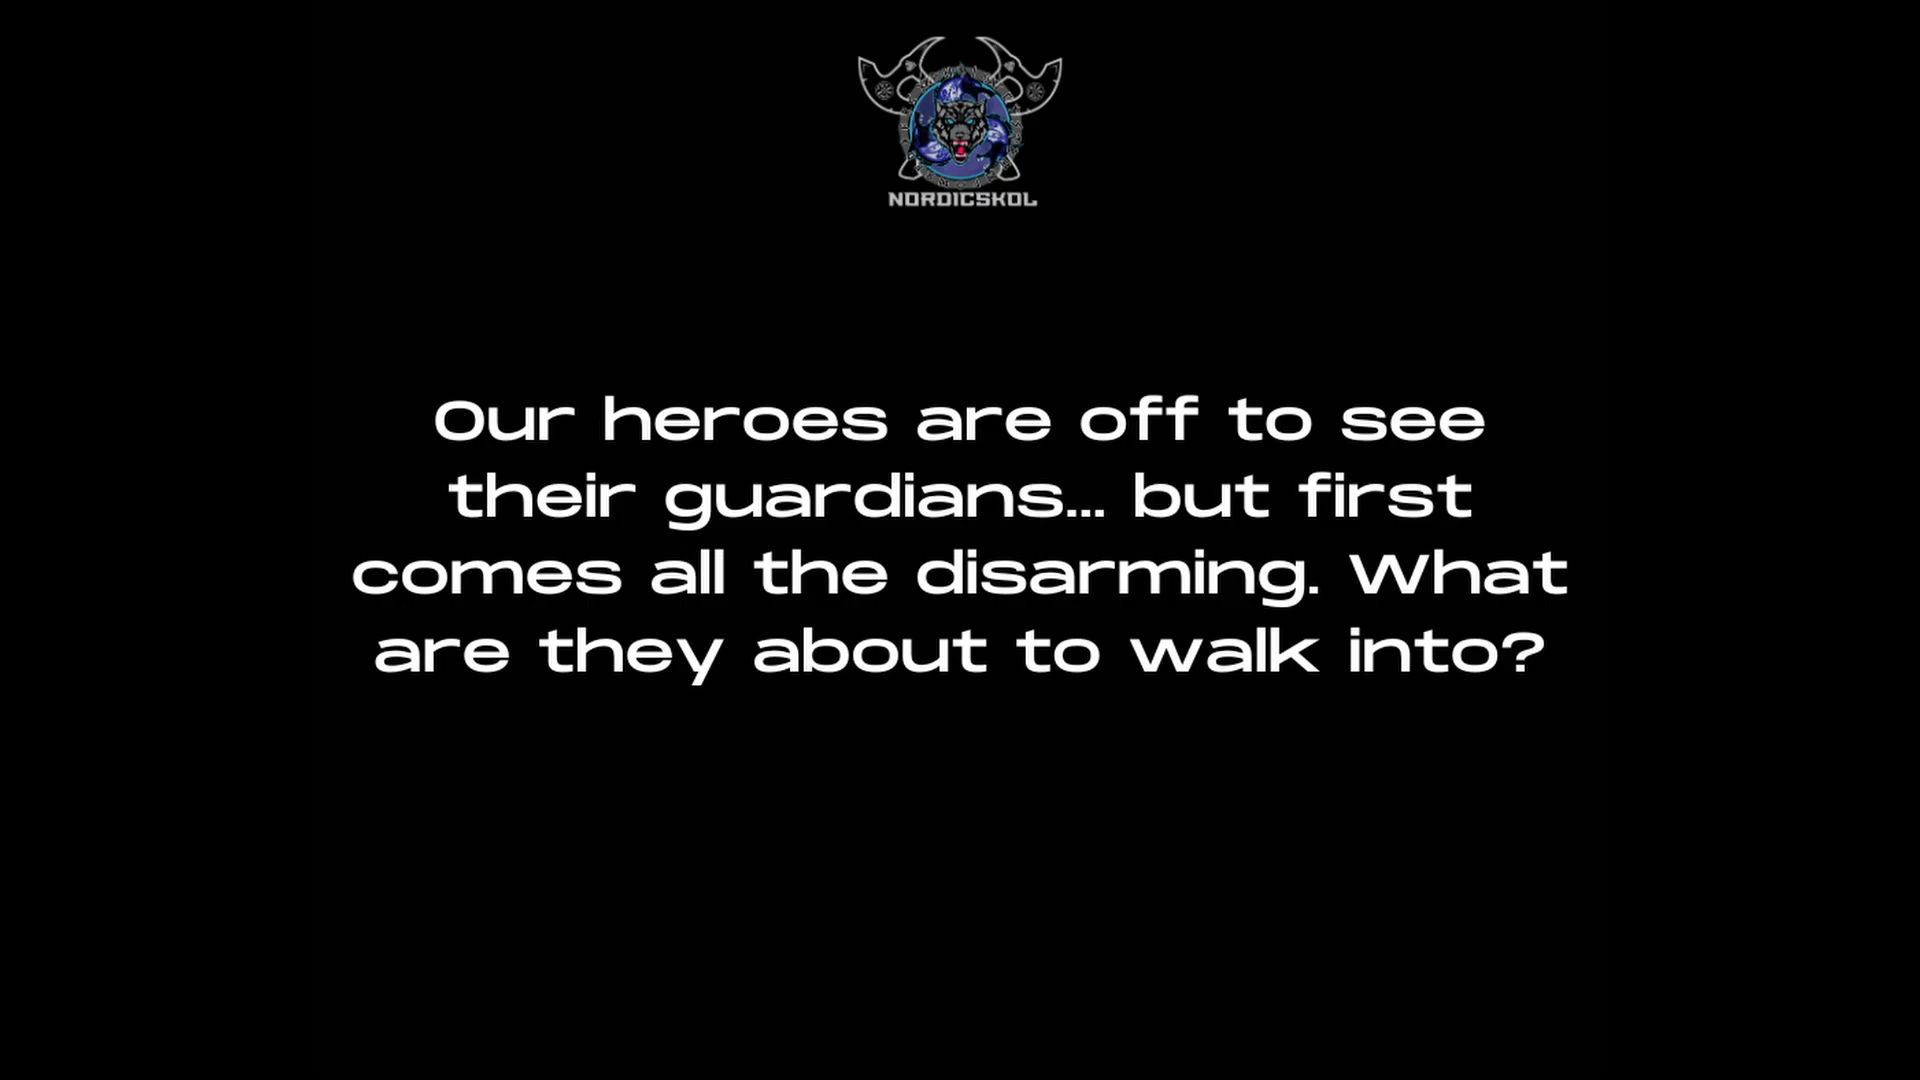 NORDICSKOL
Our heroes are off to see
their guardians... but first
comes all the disarming. What
are they about to walk into?